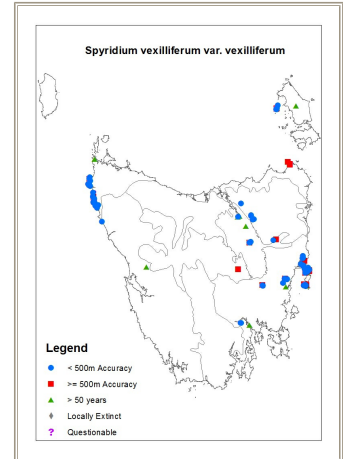 Spyridium vexilliferum var. vexilliferum
Legend
< 500m Accuracy
>= 500m Accuracy
> 50 years
Locally Extinct
? Questionable